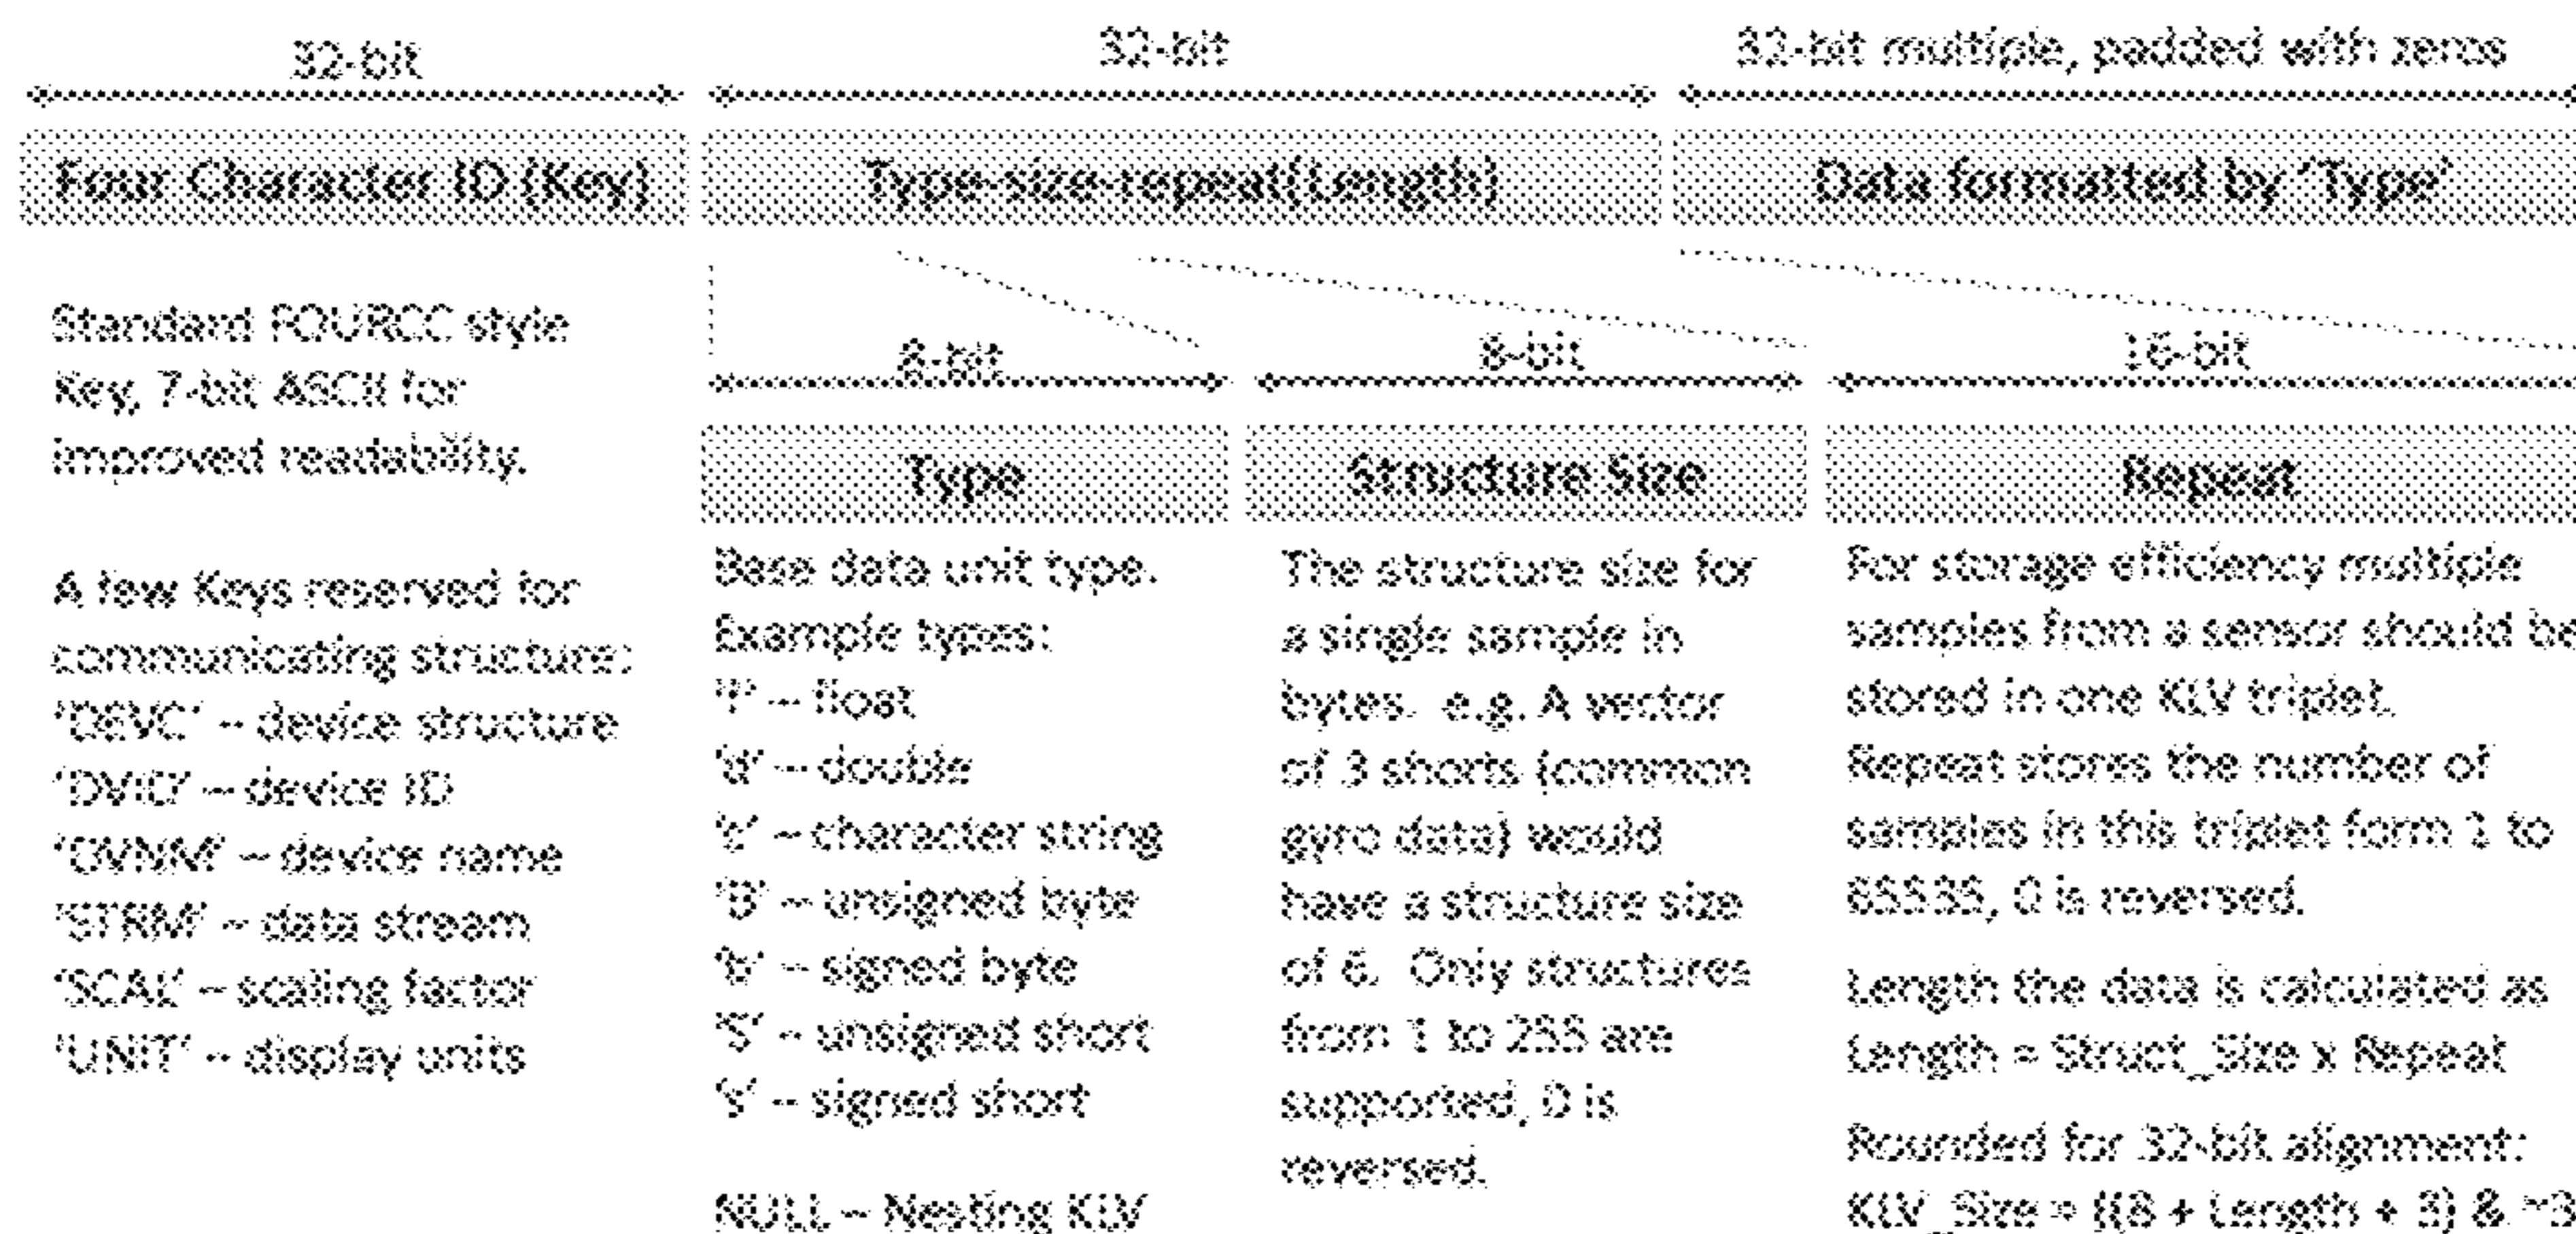 32-bit
32-bit
32-bit multiple, padded with zeros
Four Character ID (Key)
Type-size-repeat(Length)
Data formatted by 'Type'
Standard FOURCC style
Key, 7-bit ASCII for
improved readability.
A few Keys reserved for
communicating structure:
'DEVC' – device structure
'DVID' – device ID
'DVNM' – device name
'STRM' – data stream
'SCAL' – scaling factor
'UNIT' – display units
8-bit
8-bit
16-bit
Type
Structure Size
Repeat
Base data unit type.
Example types:
'f' – float
'd' – double
'c' – character string
'B' – unsigned byte
'b' – signed byte
'S' – unsigned short
's' – signed short
NULL – Nesting KLV
The structure size for
a single sample in
bytes. e.g. A vector
of 3 shorts (common
gyro data) would
have a structure size
of 6. Only structures
from 1 to 255 are
supported, 0 is
reversed.
For storage efficiency multiple
samples from a sensor should be
stored in one KLV triplet.
Repeat stores the number of
samples in this triplet form 1 to
65535, 0 is reversed.
Length the data is calculated as
Length = Struct_Size x Repeat
Rounded for 32-bit alignment:
KLV_Size = ((8 + Length + 3) & ~3